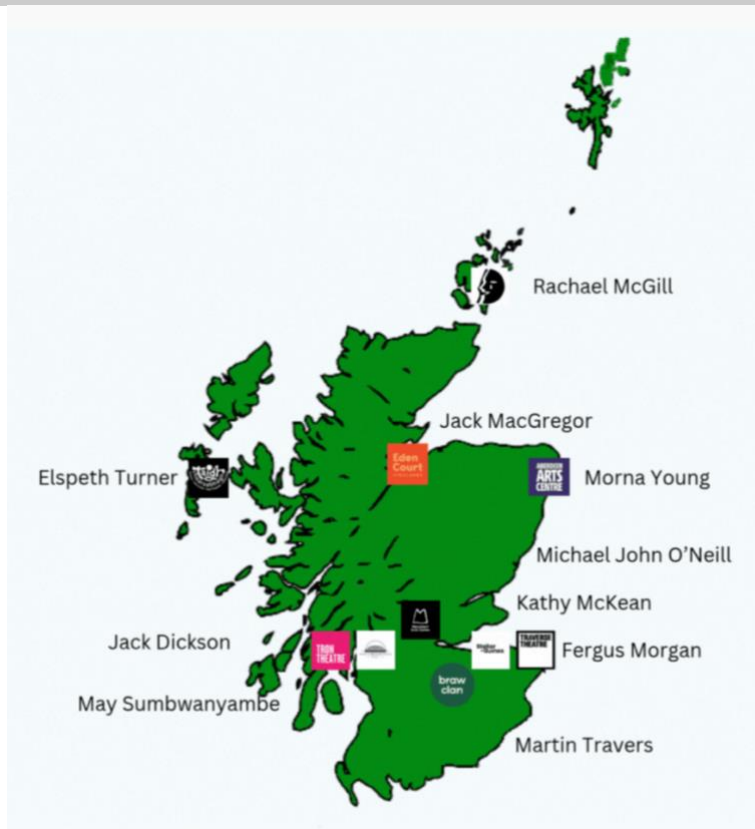 Rachael McGill
Jack MacGregor
Eden
Court
Elspeth Turner
ABERDEEN
ARTS
CENTRE
Morna Young
Michael John O’Neill
Kathy McKean
Jack Dickson
TRON
THEATRE
TRAVERSE
THEATRE
Fergus Morgan
braw
clan
May Sumbwanyambe
Martin Travers